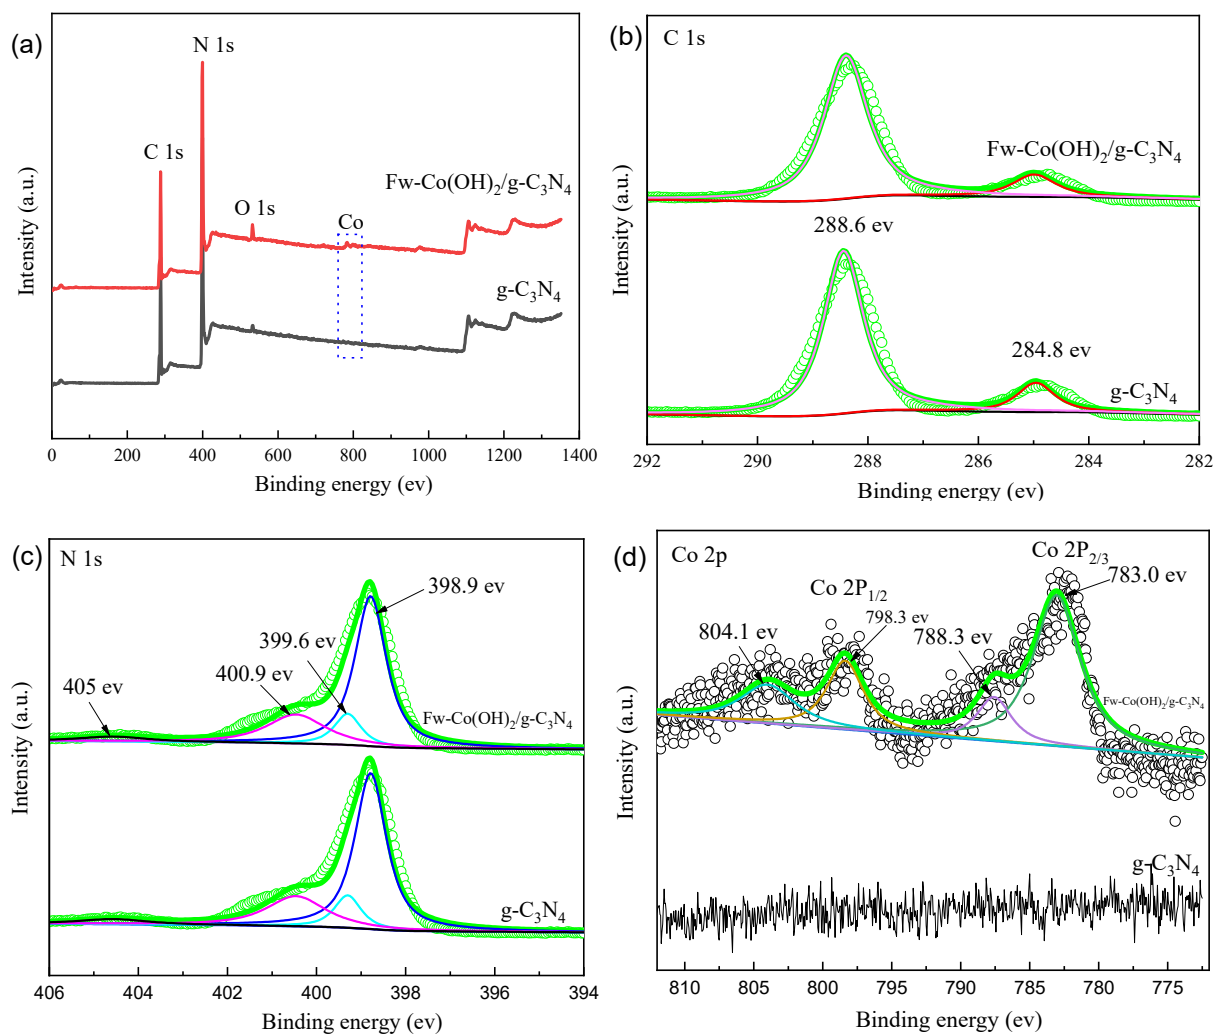 (a)
N 1s
C 1s
Fw-Co(OH)₂/g-C₃N₄
O 1s
Co
g-C₃N₄
Intensity (a.u.)
0 200 400 600 800 1000 1200 1400
Binding energy (ev)
(b)
C 1s
Fw-Co(OH)₂/g-C₃N₄
288.6 ev
284.8 ev
g-C₃N₄
Intensity (a.u.)
292 290 288 286 284 282
Binding energy (ev)
(c)
N 1s
398.9 ev
399.6 ev
400.9 ev
405 ev
Fw-Co(OH)₂/g-C₃N₄
g-C₃N₄
Intensity (a.u.)
406 404 402 400 398 396 394
Binding energy (ev)
(d)
Co 2p
Co 2P₂/₃
783.0 ev
Co 2P₁/₂
798.3 ev
804.1 ev
788.3 ev
Fw-Co(OH)₂/g-C₃N₄
g-C₃N₄
Intensity (a.u.)
810 805 800 795 790 785 780 775
Binding energy (ev)